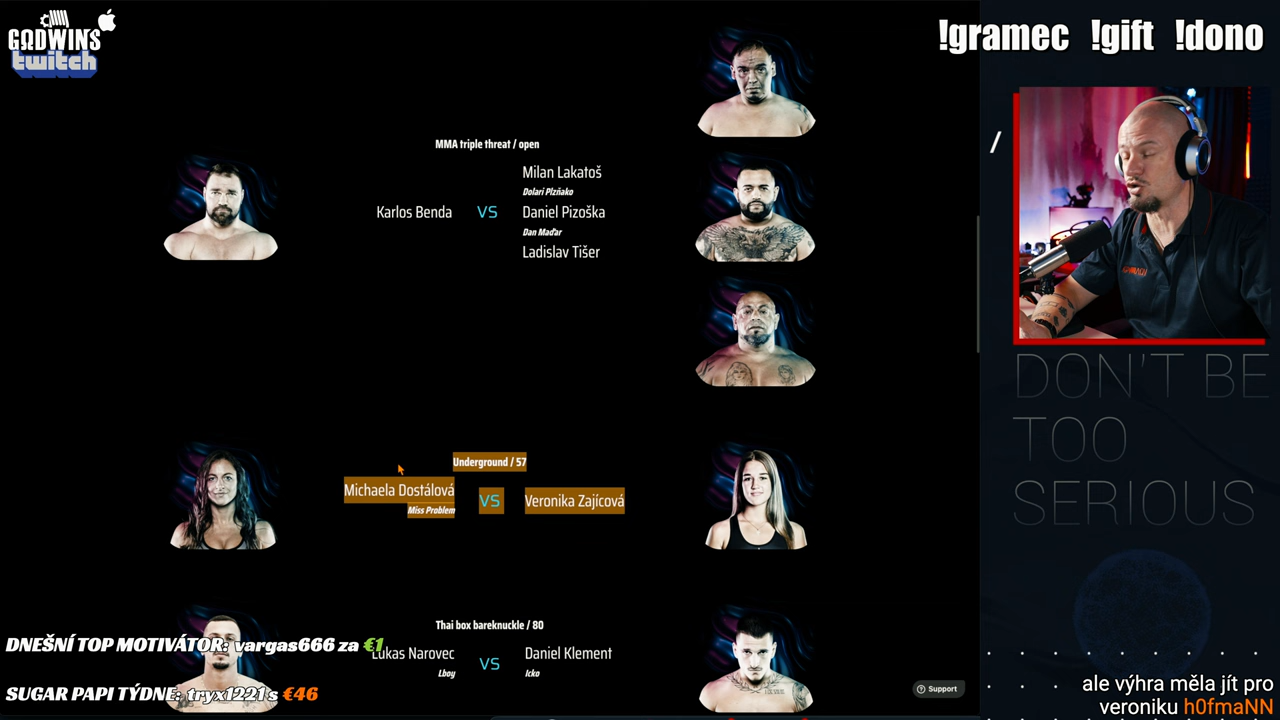 GODWINS
twitch
!gramec !gift !dono
MMA triple threat / open
Karlos Benda
VS
Milan Lakatoš
Dolari Plzňako
Daniel Pizoška
Dan Maďar
Ladislav Tišer
/
DON'T BE
TOO
SERIOUS
Underground / 57
Michaela Dostálová
Miss Problem
VS
Veronika Zajícová
Thai box bareknuckle / 80
Lukas Narovec
Lboy
VS
Daniel Klement
Icko
DNEŠNÍ TOP MOTIVÁTOR: vargas666 za €1
SUGAR PAPI TÝDNE: tryx1221 s €46
Support
ale výhra měla jít pro
veroniku h0fmaNN